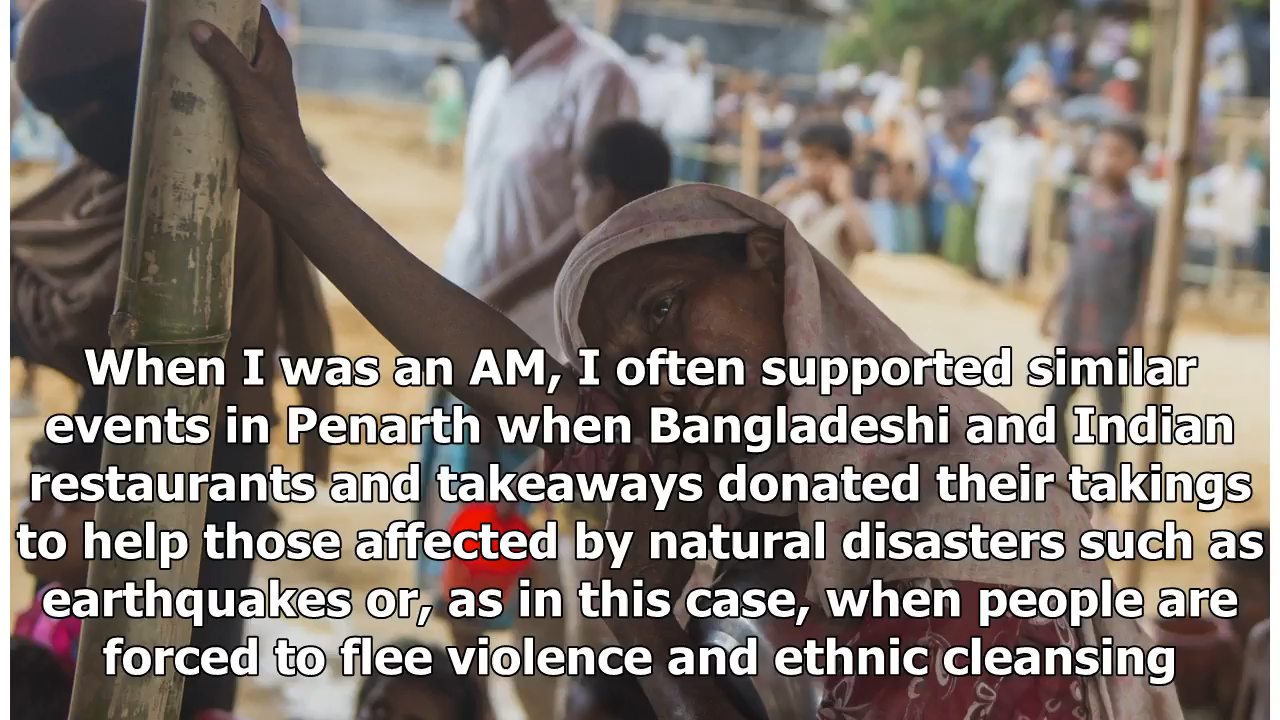 When I was an AM, I often supported similar
events in Penarth when Bangladeshi and Indian
restaurants and takeaways donated their takings
to help those affected by natural disasters such as
earthquakes or, as in this case, when people are
forced to flee violence and ethnic cleansing